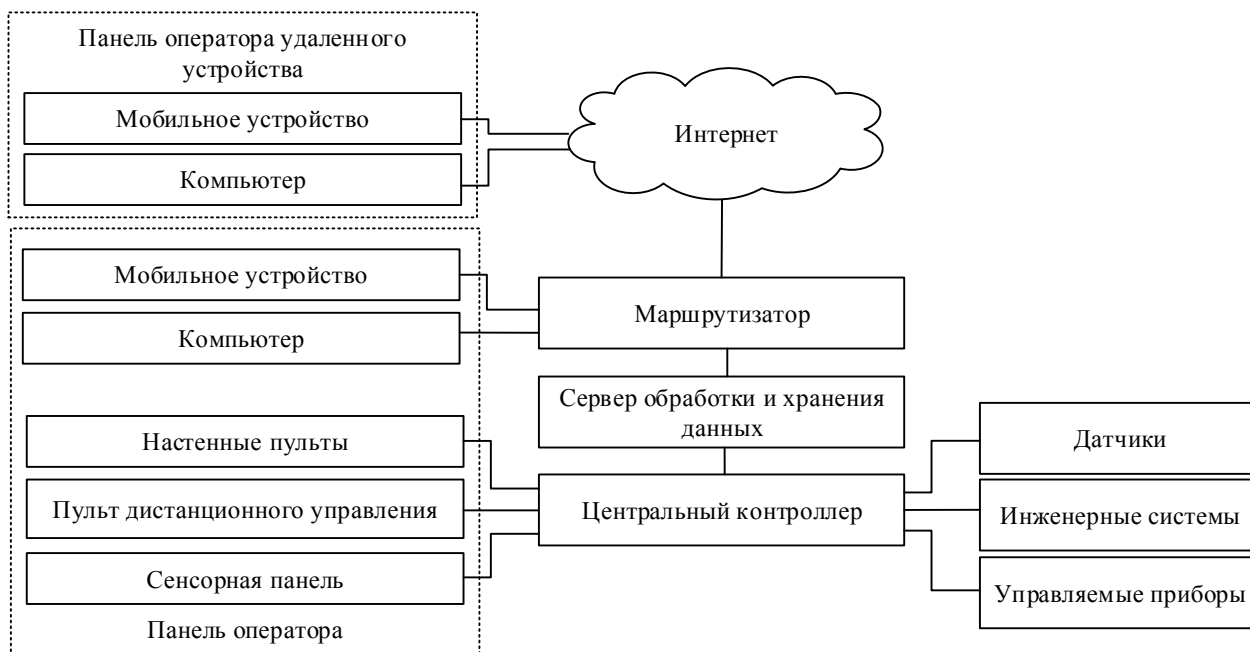 Панель оператора удаленного
устройства
Мобильное устройство
Компьютер
Интернет
Мобильное устройство
Компьютер
Маршрутизатор
Сервер обработки и хранения
данных
Настенные пульты
Пульт дистанционного управления
Сенсорная панель
Панель оператора
Центральный контроллер
Датчики
Инженерные системы
Управляемые приборы